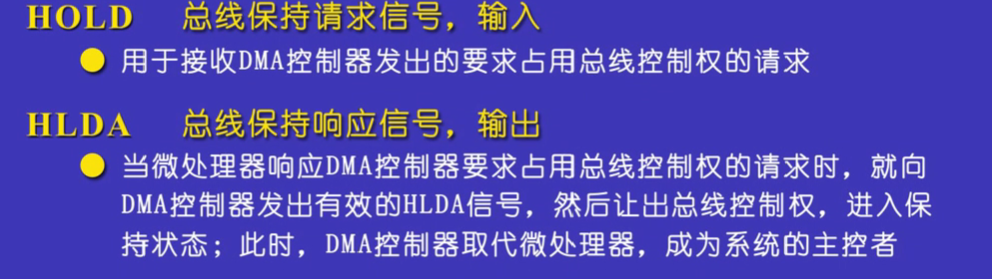 HOLD 总线保持请求信号，输入
● 用于接收DMA控制器发出的要求占用总线控制权的请求
HLDA 总线保持响应信号，输出
● 当微处理器响应DMA控制器要求占用总线控制权的请求时，就向
DMA控制器发出有效的HLDA信号，然后让出总线控制权，进入保
持状态；此时，DMA控制器取代微处理器，成为系统的主控者